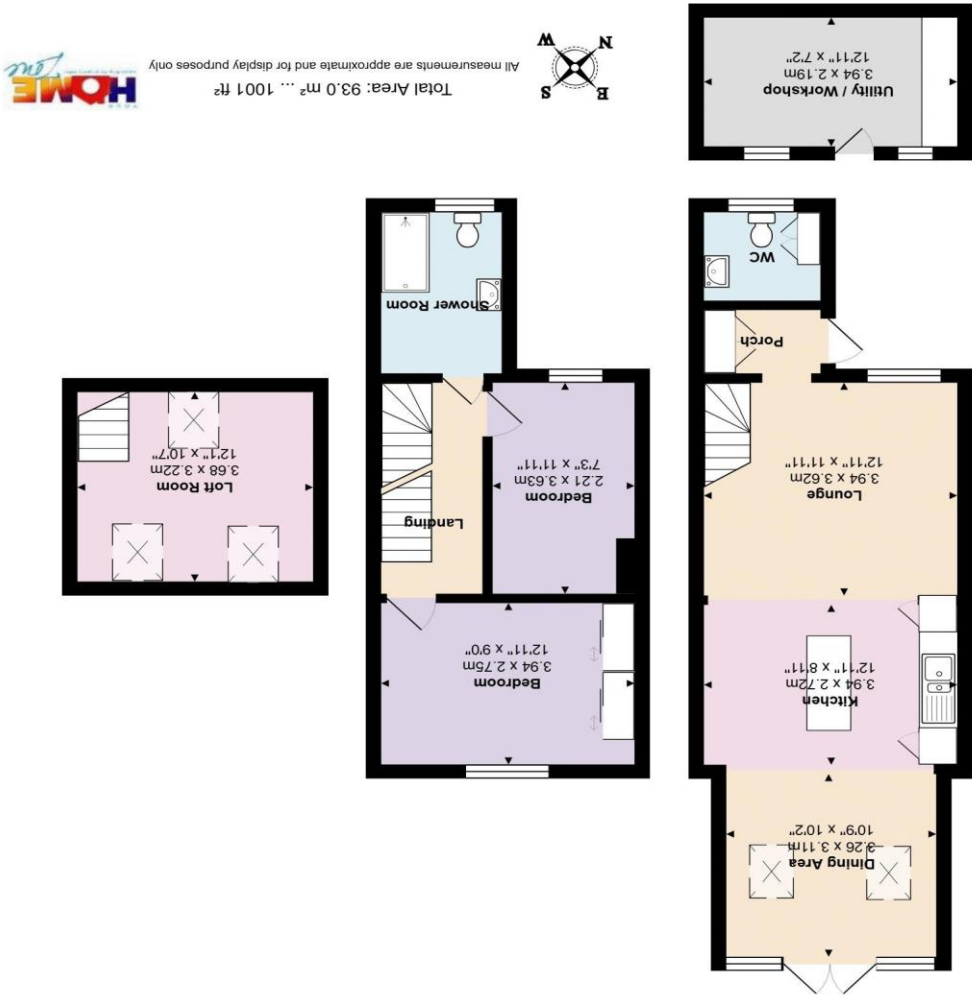 Dining Area
3.26 x 3.11m
10'9" x 10'2"
Kitchen
3.94 x 2.72m
12'11" x 8'11"
Lounge
3.94 x 3.62m
12'11" x 11'11"
Porch
WC
Utility / Workshop
3.94 x 2.19m
12'11" x 7'2"
Bedroom
3.94 x 2.75m
12'11" x 9'0"
Landing
Bedroom
2.21 x 3.63m
7'3" x 11'11"
Shower Room
Loft Room
3.68 x 3.22m
12'1" x 10'7"
E
S
N
W
Total Area: 93.0 m² ... 1001 ft²
All measurements are approximate and for display purposes only
YOUR
HOME
Zone